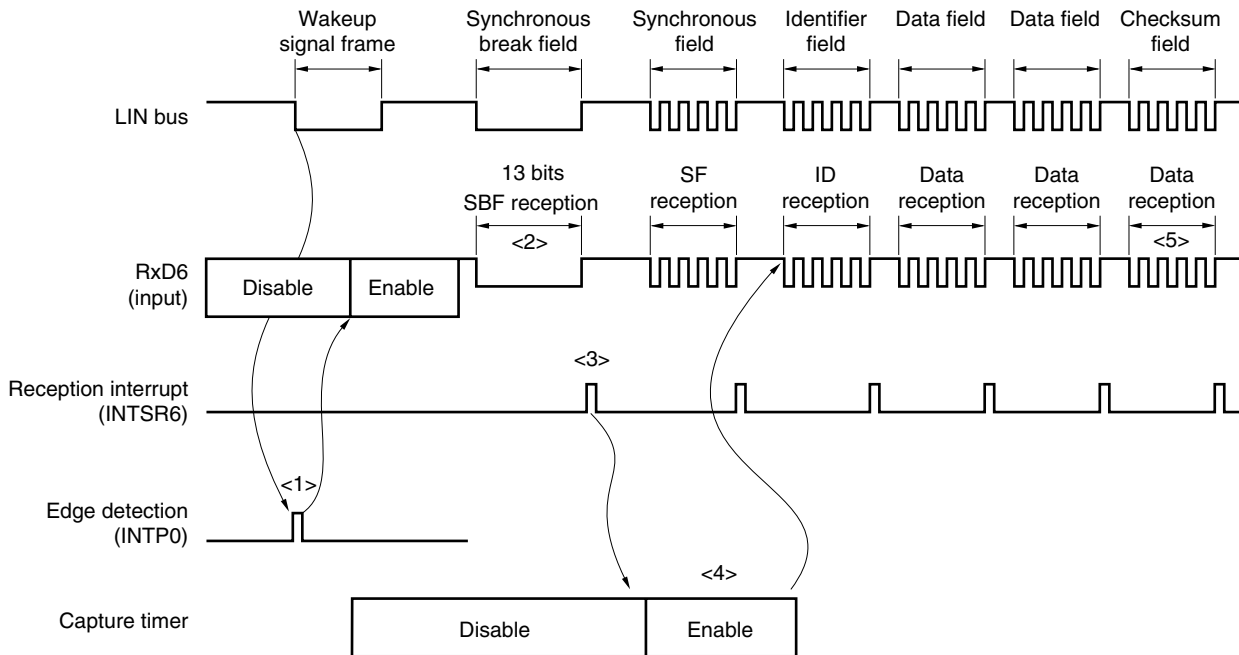 Wakeup
signal frame
Synchronous
break field
Synchronous
field
Identifier
field
Data field
Data field
Checksum
field
LIN bus
13 bits
SBF reception
<2>
SF
reception
ID
reception
Data
reception
Data
reception
Data
reception
<5>
RxD6
(input)
Disable
Enable
<3>
Reception interrupt
(INTSR6)
<1>
Edge detection
(INTP0)
<4>
Capture timer
Disable
Enable